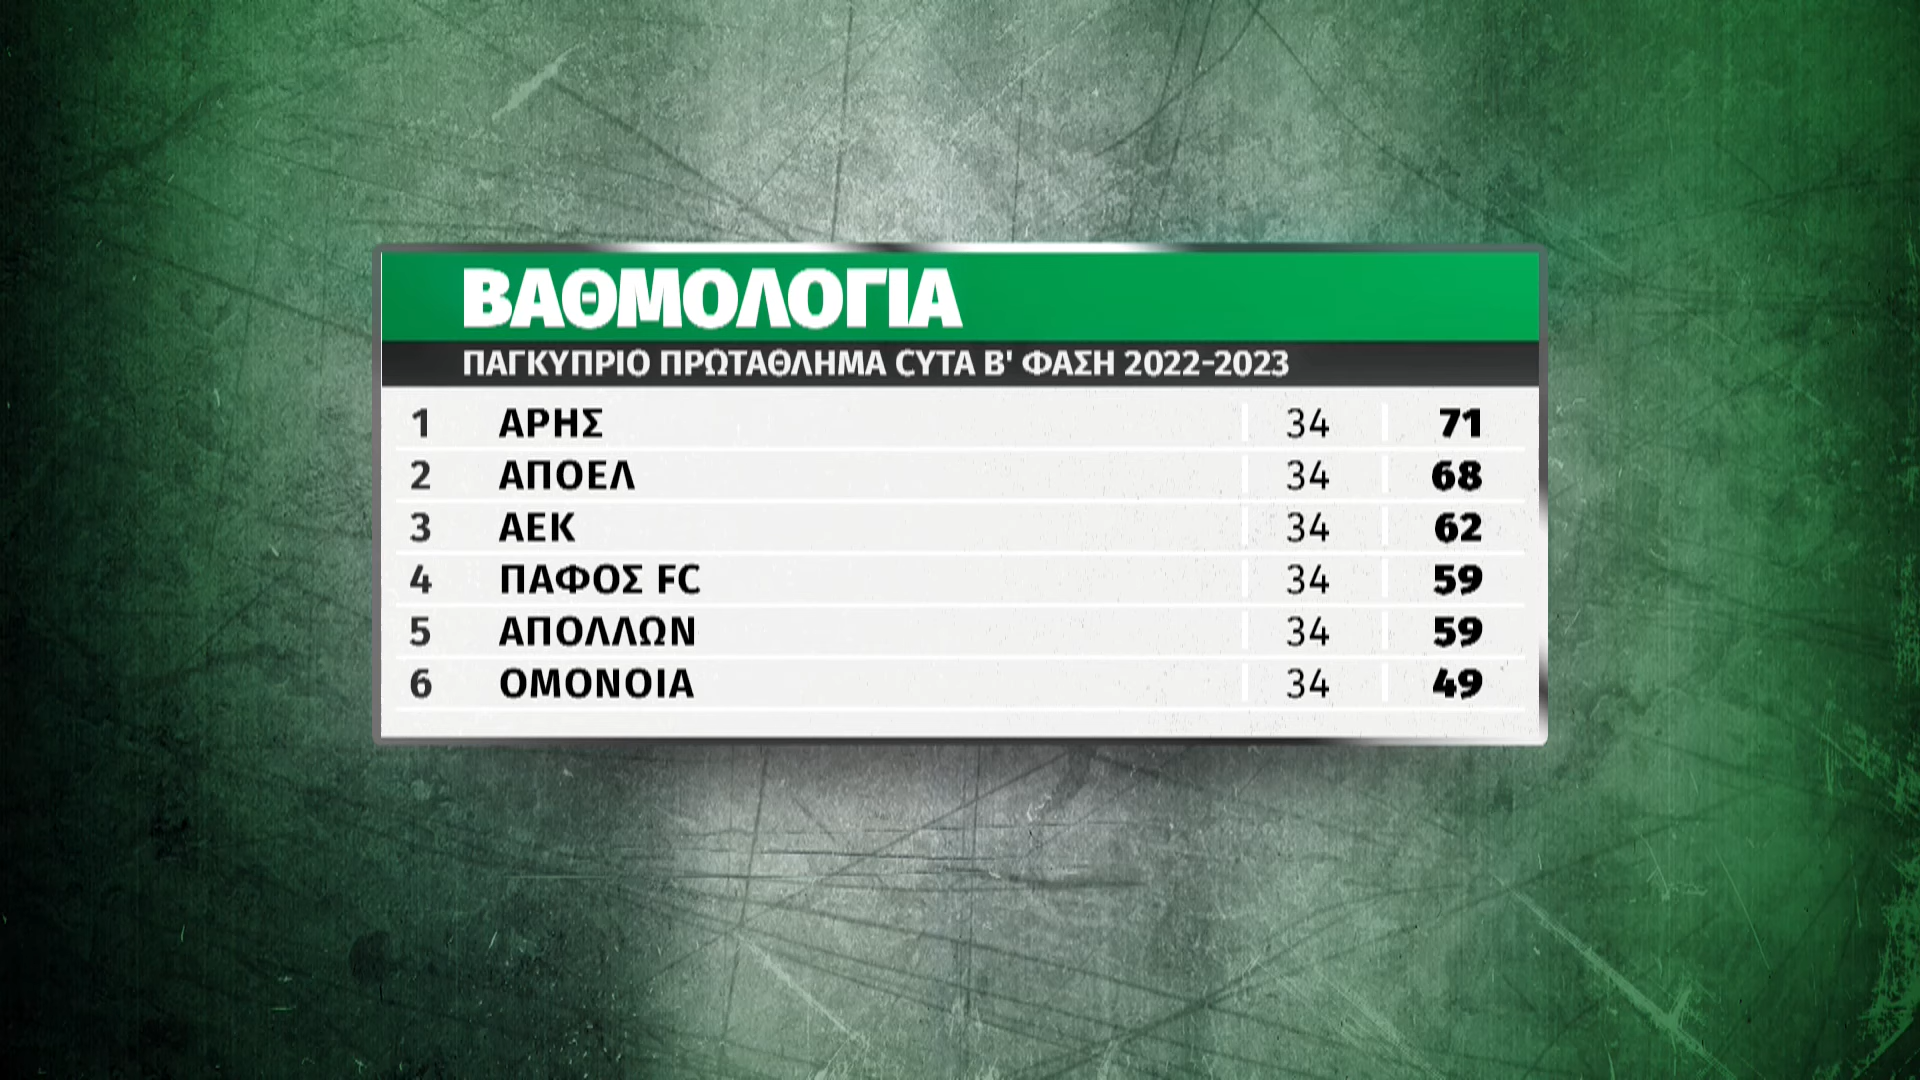 ΒΑΘΜΟΛΟΓΙΑ
ΠΑΓΚΥΠΡΙΟ ΠΡΩΤΑΘΛΗΜΑ CYTA Β' ΦΑΣΗ 2022-2023
1 ΑΡΗΣ 34 71
2 ΑΠΟΕΛ 34 68
3 ΑΕΚ 34 62
4 ΠΑΦΟΣ FC 34 59
5 ΑΠΟΛΛΩΝ 34 59
6 ΟΜΟΝΟΙΑ 34 49